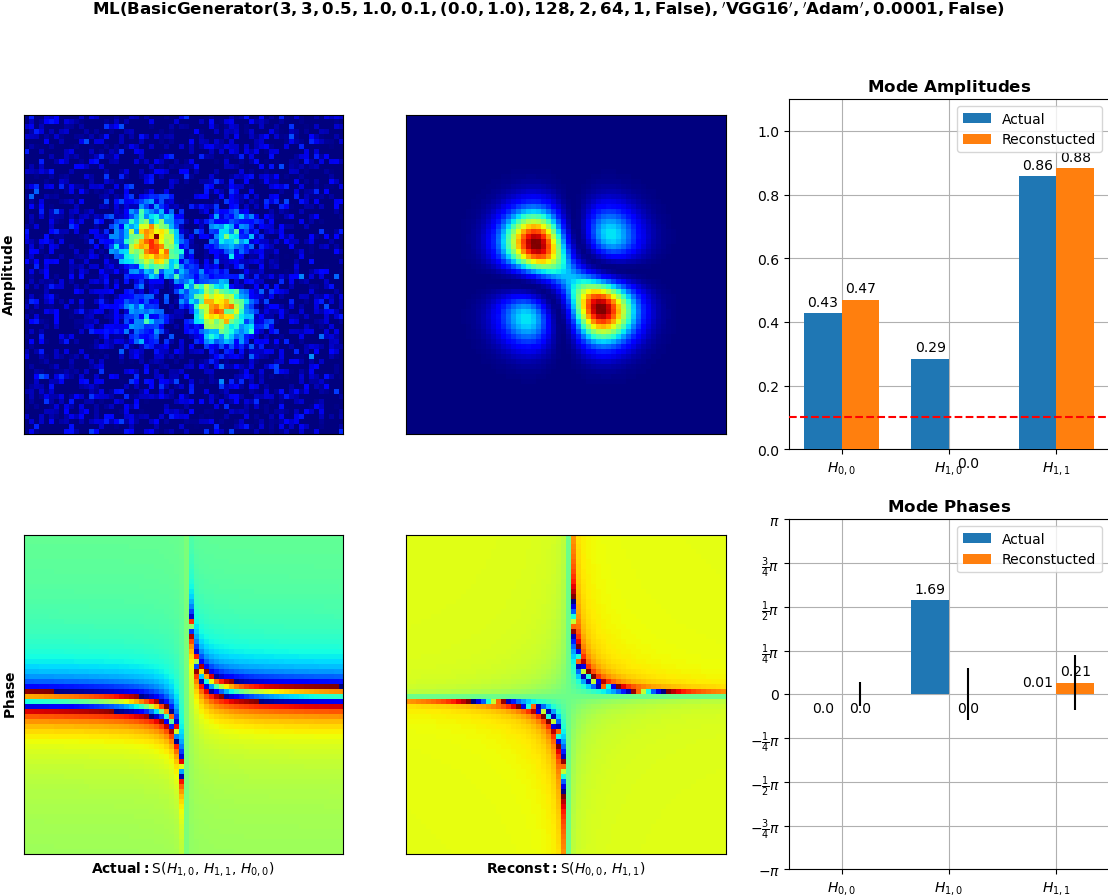 ML(BasicGenerator(3, 3, 0.5, 1.0, 0.1, (0.0, 1.0), 128, 2, 64, 1, False), ′VGG16′, ′Adam′, 0.0001, False)
Amplitude
Mode Amplitudes
Actual
Reconstucted
1.0
0.8
0.6
0.4
0.2
0.0
0.43
0.47
0.29
0.0
0.86
0.88
H₀,₀
H₁,₀
H₁,₁
Phase
Actual: S(H₁,₀, H₁,₁, H₀,₀)
Reconst: S(H₀,₀, H₁,₁)
Mode Phases
Actual
Reconstucted
π
3/4π
1/2π
1/4π
0
−1/4π
−1/2π
−3/4π
−π
0.0
0.0
1.69
0.0
0.01
0.21
H₀,₀
H₁,₀
H₁,₁